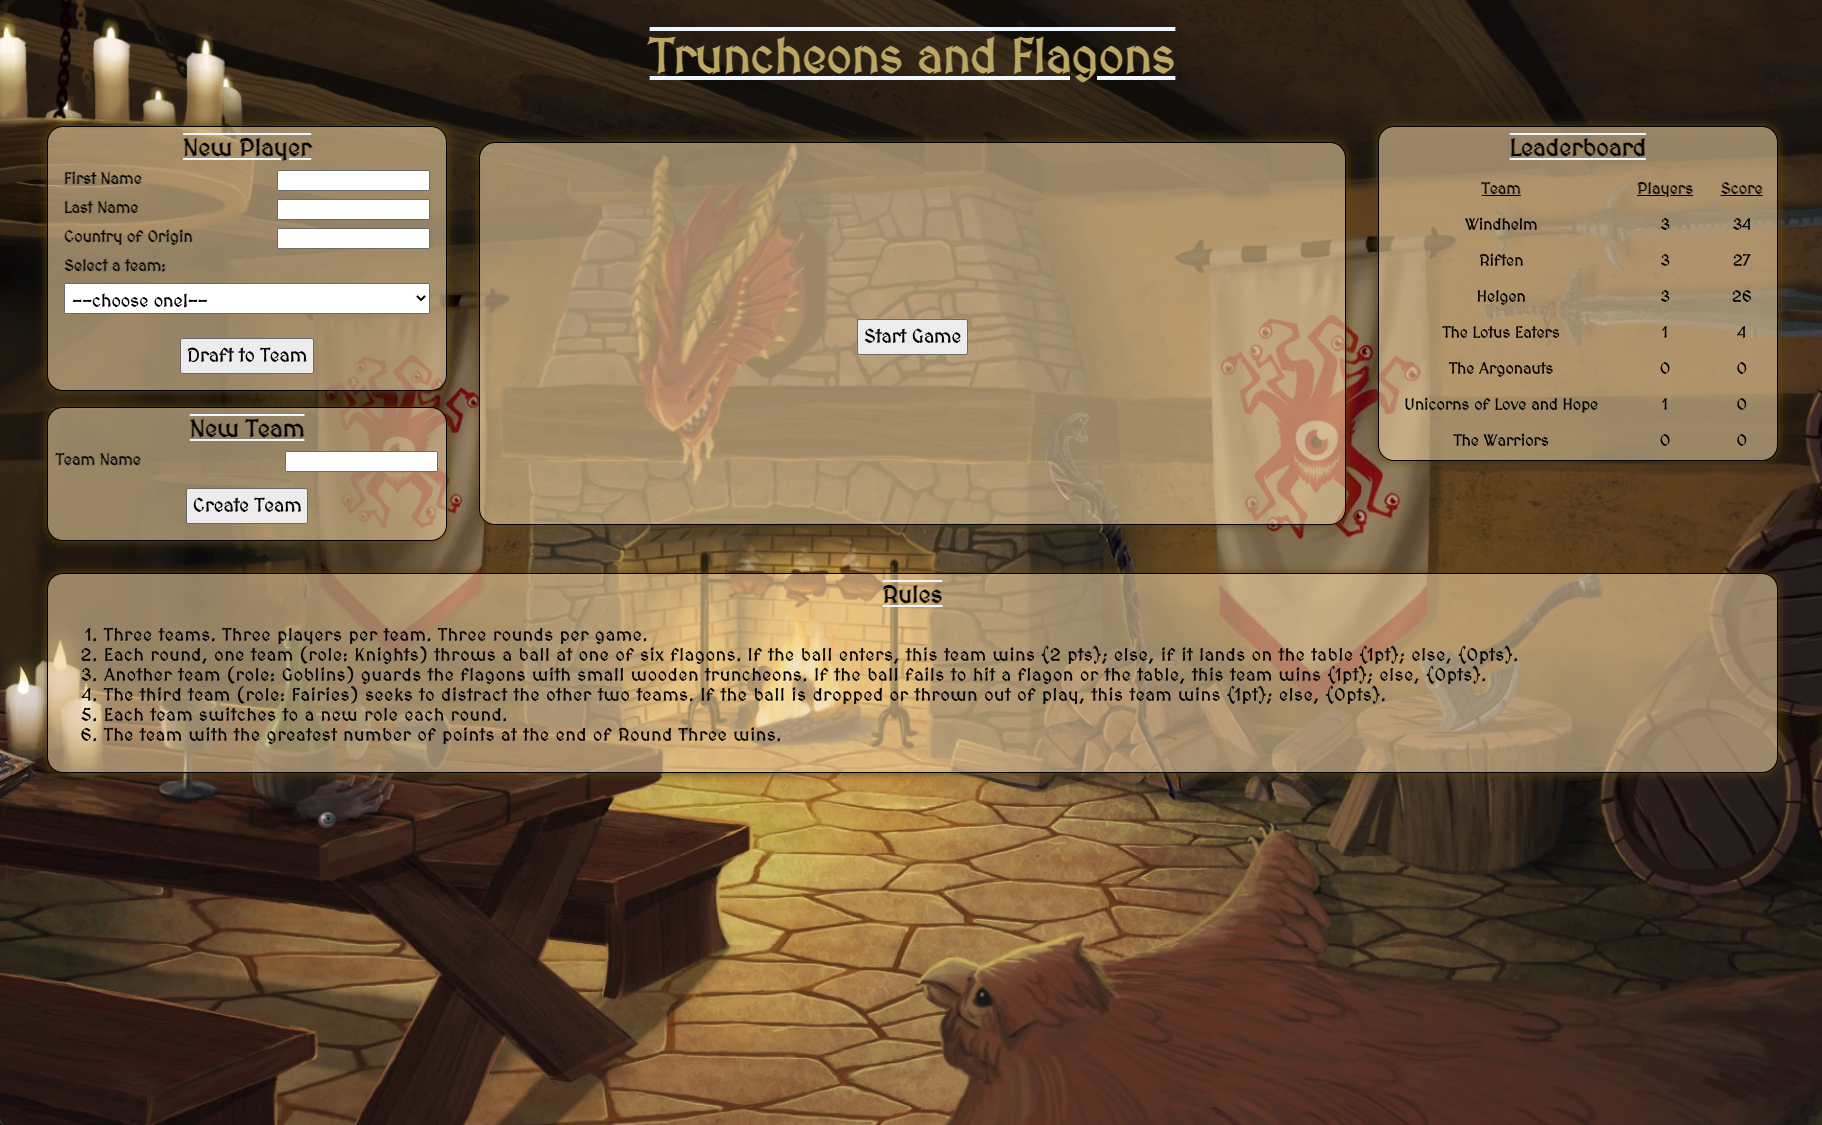 Truncheons and Flagons
New Player
First Name
Last Name
Country of Origin
Select a team:
--choose one!--
Draft to Team
New Team
Team Name
Create Team
Start Game
Leaderboard
Team Players Score
Windhelm 3 34
Riften 3 27
Helgen 3 26
The Lotus Eaters 1 4
The Argonauts 0 0
Unicorns of Love and Hope 1 0
The Warriors 0 0
Rules
1. Three teams. Three players per team. Three rounds per game.
2. Each round, one team (role: Knights) throws a ball at one of six flagons. If the ball enters, this team wins {2 pts}; else, if it lands on the table {1pt}; else, {0pts}.
3. Another team (role: Goblins) guards the flagons with small wooden truncheons. If the ball fails to hit a flagon or the table, this team wins {1pt}; else, {0pts}.
4. The third team (role: Fairies) seeks to distract the other two teams. If the ball is dropped or thrown out of play, this team wins {1pt}; else, {0pts}.
5. Each team switches to a new role each round.
6. The team with the greatest number of points at the end of Round Three wins.